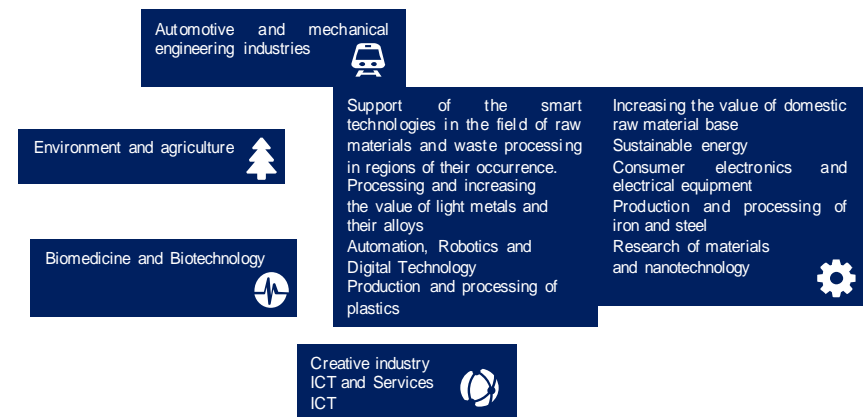 Automotive and mechanical
engineering industries
Support of the smart
technologies in the field of raw
materials and waste processing
in regions of their occurrence.
Processing and increasing
the value of light metals and
their alloys
Automation, Robotics and
Digital Technology
Production and processing of
plastics
Increasing the value of domestic
raw material base
Sustainable energy
Consumer electronics and
electrical equipment
Production and processing of
iron and steel
Research of materials
and nanotechnology
Environment and agriculture
Biomedicine and Biotechnology
Creative industry
ICT and Services
ICT